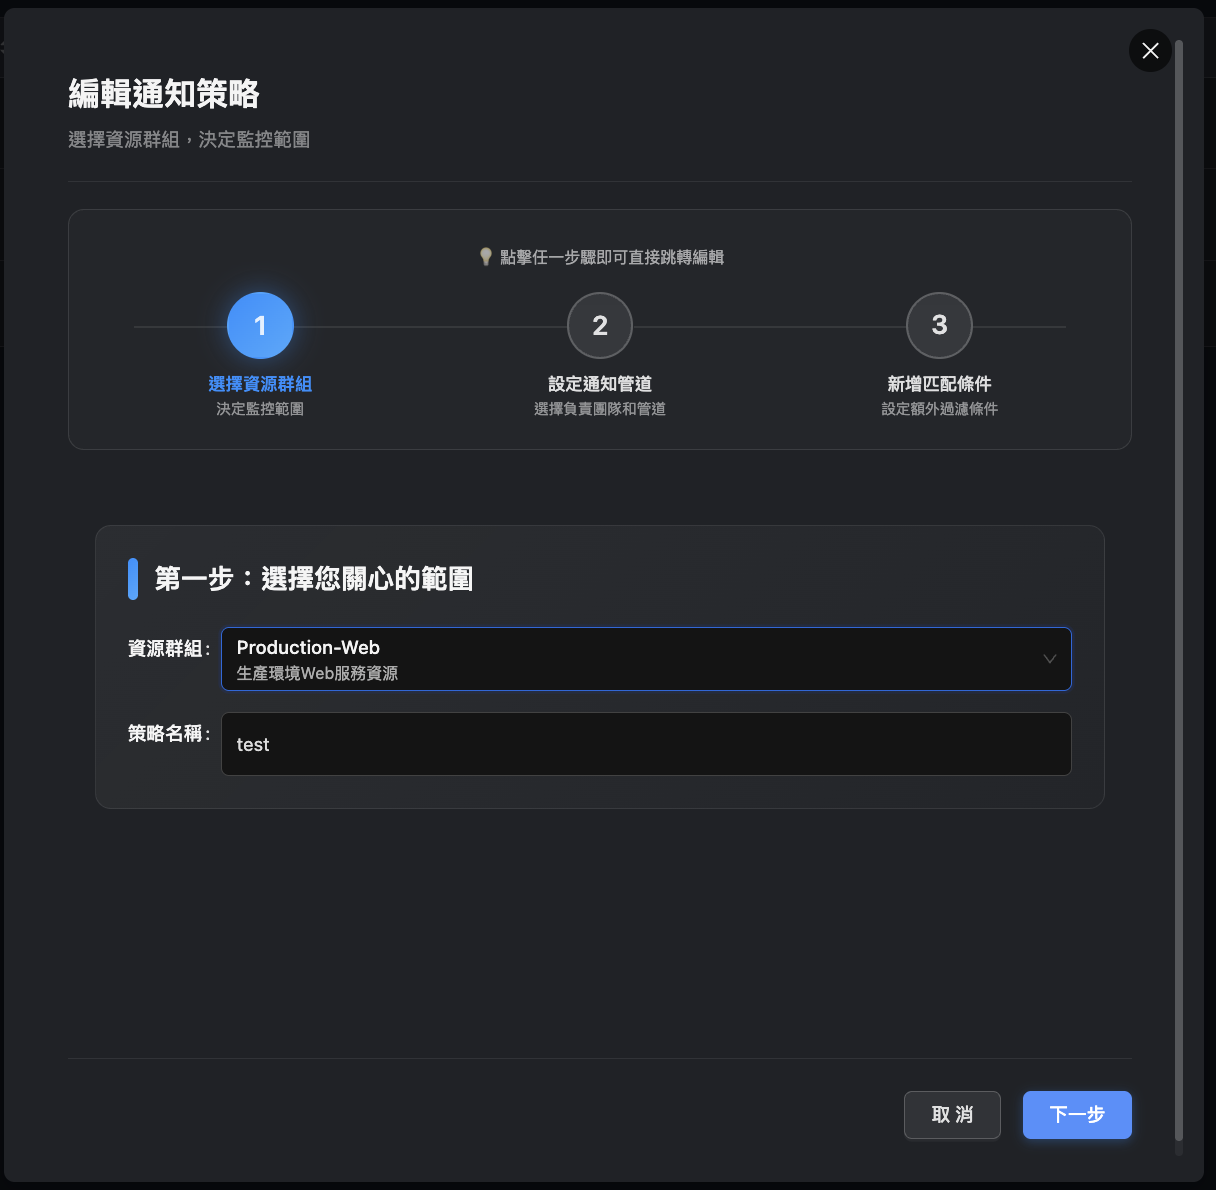 編輯通知策略
選擇資源群組，決定監控範圍
點擊任一步驟即可直接跳轉編輯
1
選擇資源群組
決定監控範圍
2
設定通知管道
選擇負責團隊和管道
3
新增匹配條件
設定額外過濾條件
第一步：選擇您關心的範圍
資源群組:
Production-Web
生產環境Web服務資源
策略名稱:
test
取 消
下一步